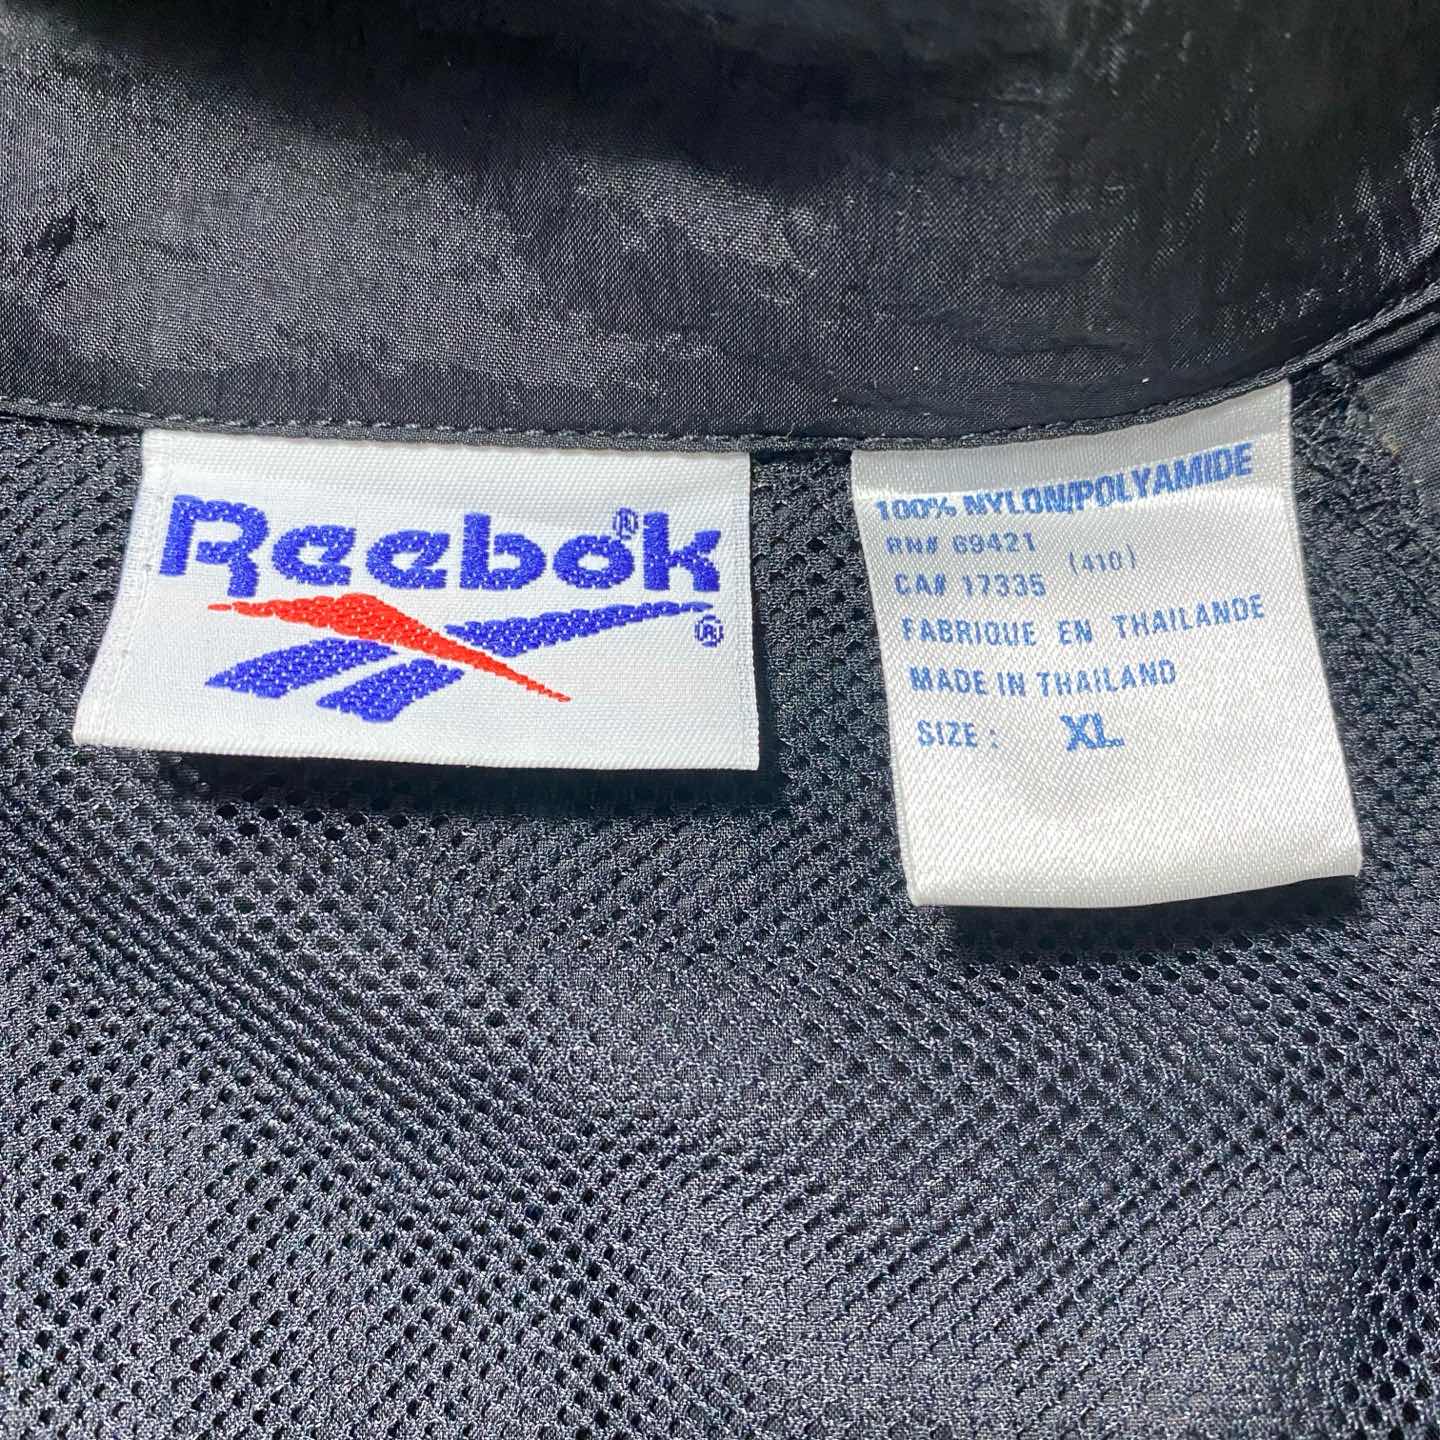 Reebok®
®
100% NYLON/POLYAMIDE
RN# 69421
CA# 17335 (410)
FABRIQUE EN THAILANDE
MADE IN THAILAND
SIZE: XL